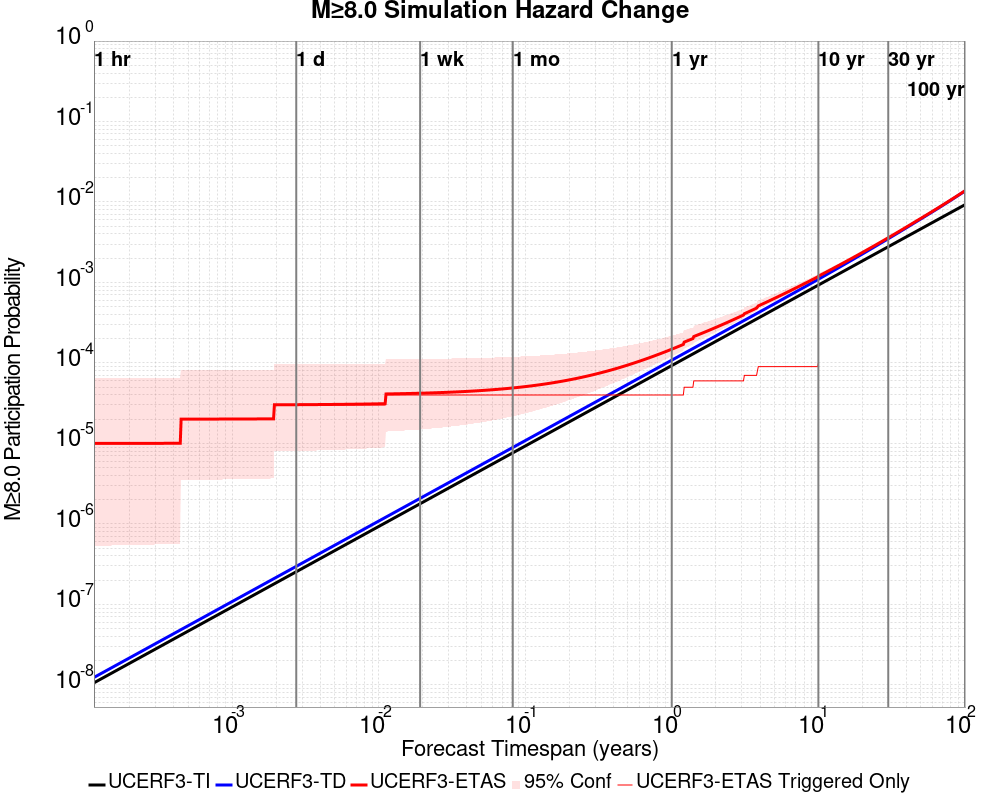 M≥8.0 Simulation Hazard Change
10^0
1 hr 1 d 1 wk 1 mo 1 yr 10 yr 30 yr
100 yr
10^-1
10^-2
10^-3
10^-4
10^-5
10^-6
10^-7
10^-8
M≥8.0 Participation Probability
10^-3 10^-2 10^-1 10^0 10^1 10^2
Forecast Timespan (years)
UCERF3-TI UCERF3-TD UCERF3-ETAS 95% Conf UCERF3-ETAS Triggered Only